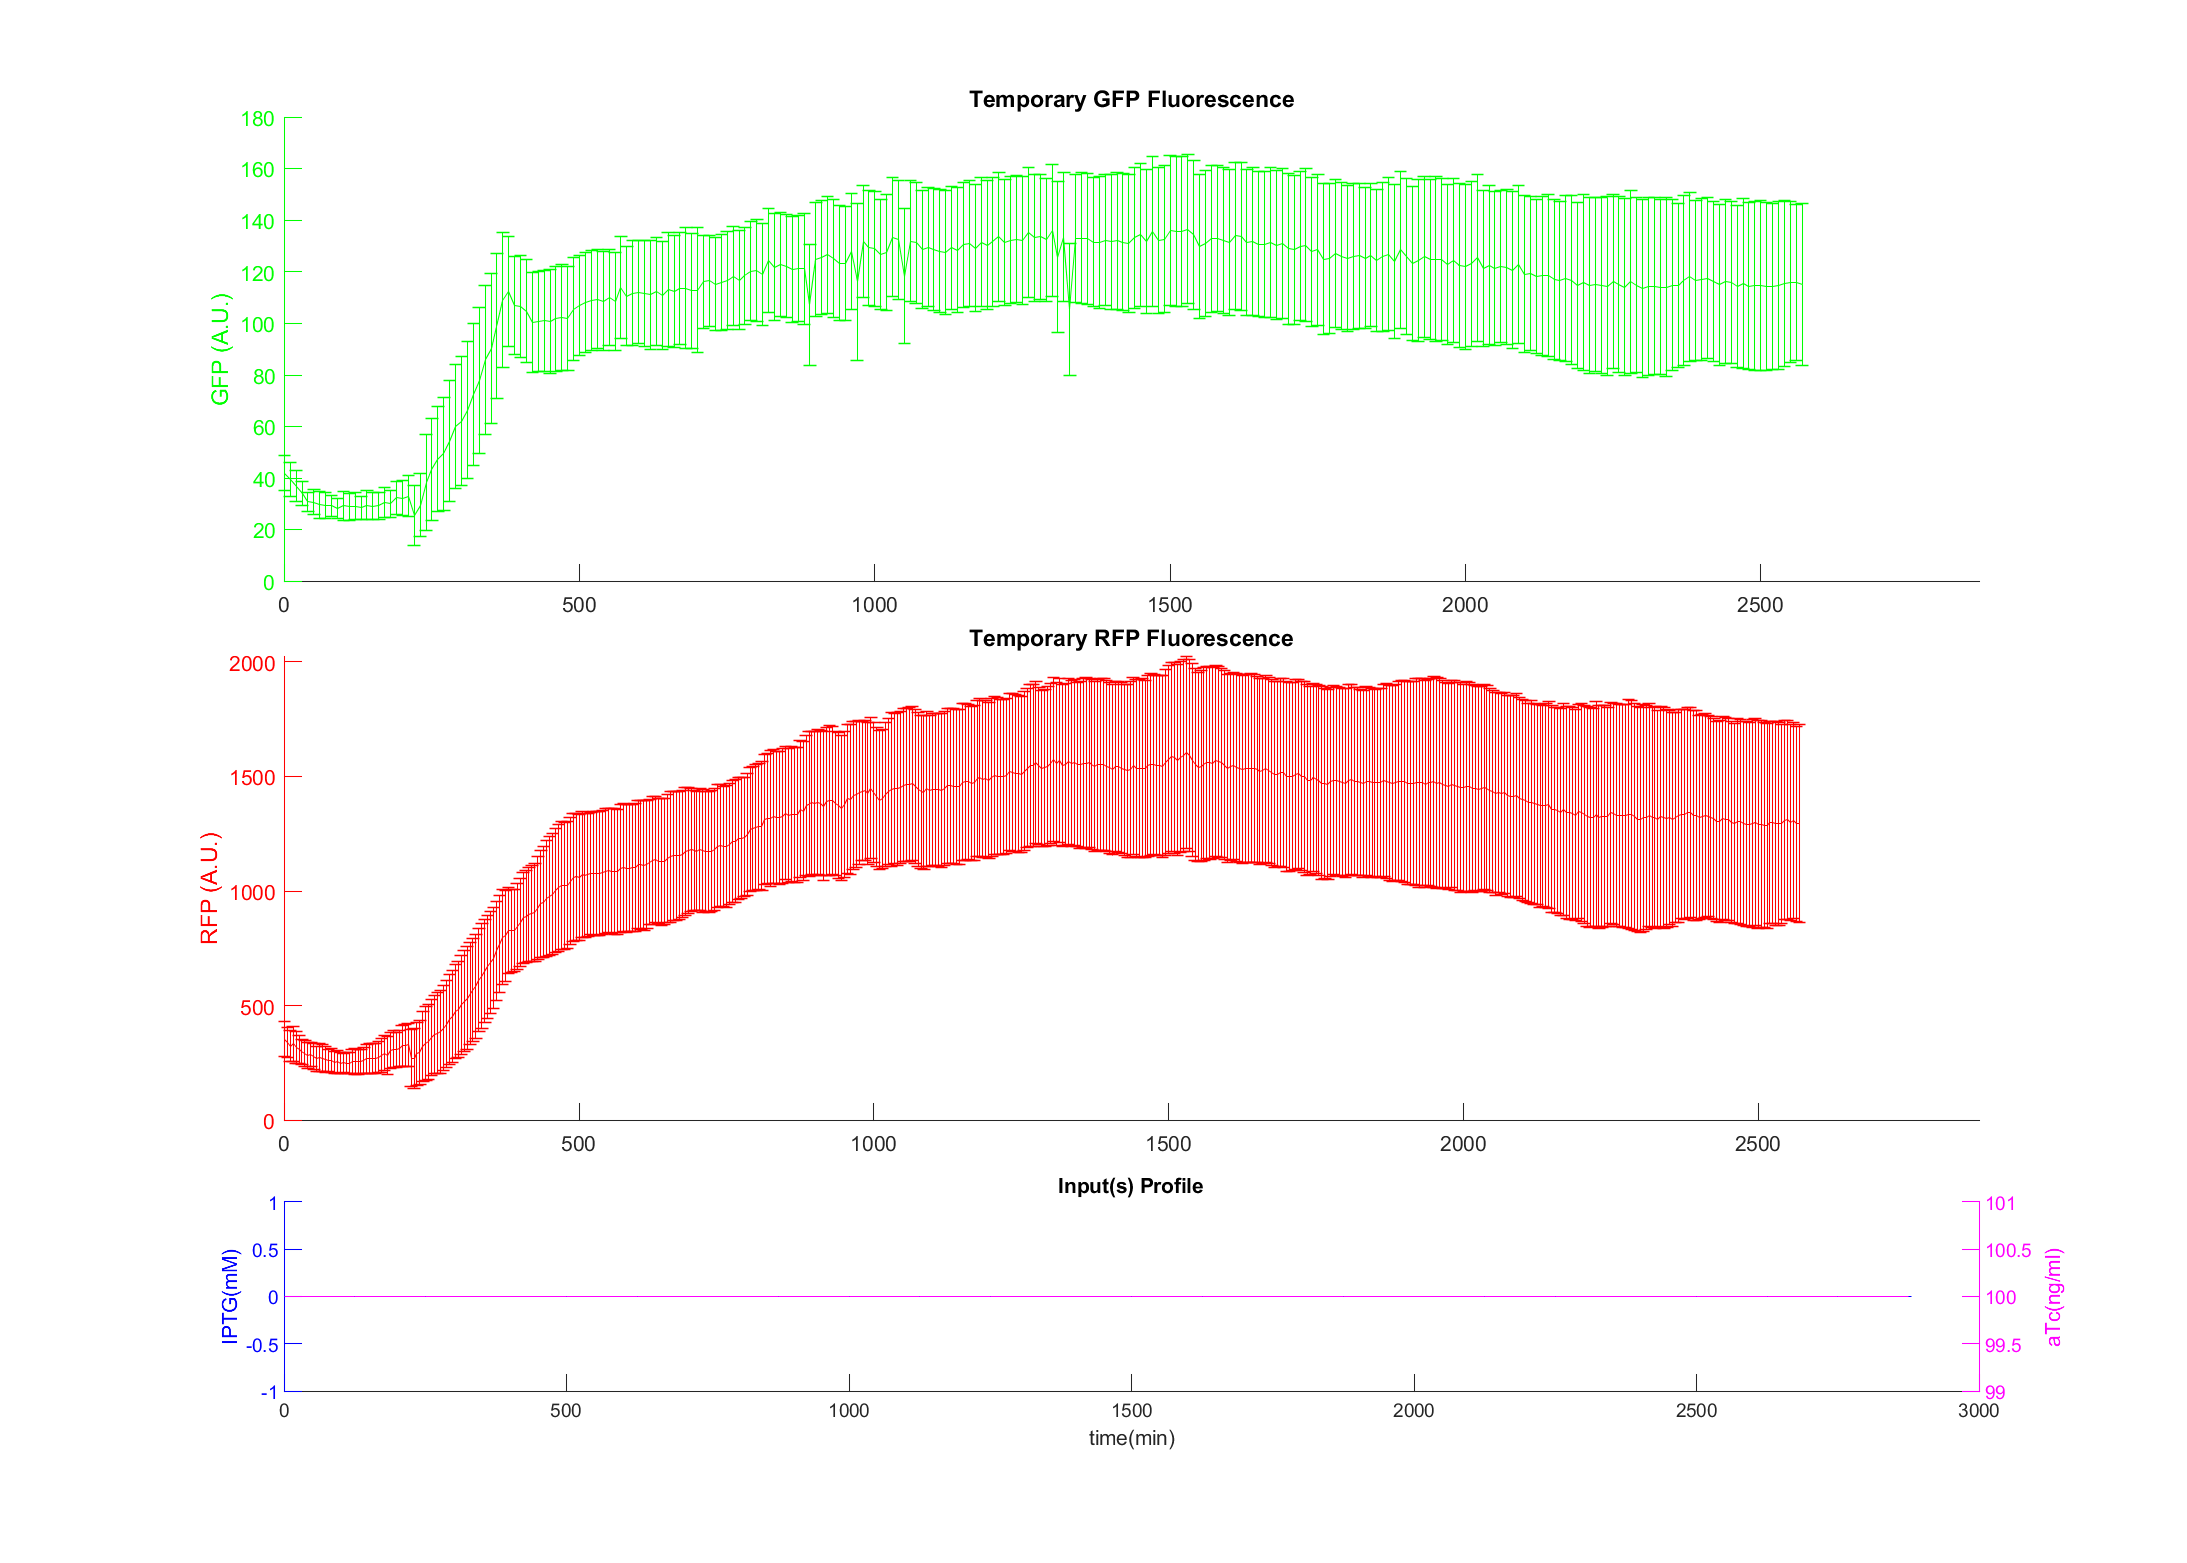 Temporary GFP Fluorescence
180
160
140
120
100
80
60
40
20
0
GFP (A.U.)
0 500 1000 1500 2000 2500
Temporary RFP Fluorescence
2000
1500
1000
500
0
RFP (A.U.)
0 500 1000 1500 2000 2500
Input(s) Profile
1
0.5
0
-0.5
-1
IPTG(mM)
101
100.5
100
99.5
99
aTc(ng/ml)
0 500 1000 1500 2000 2500 3000
time(min)